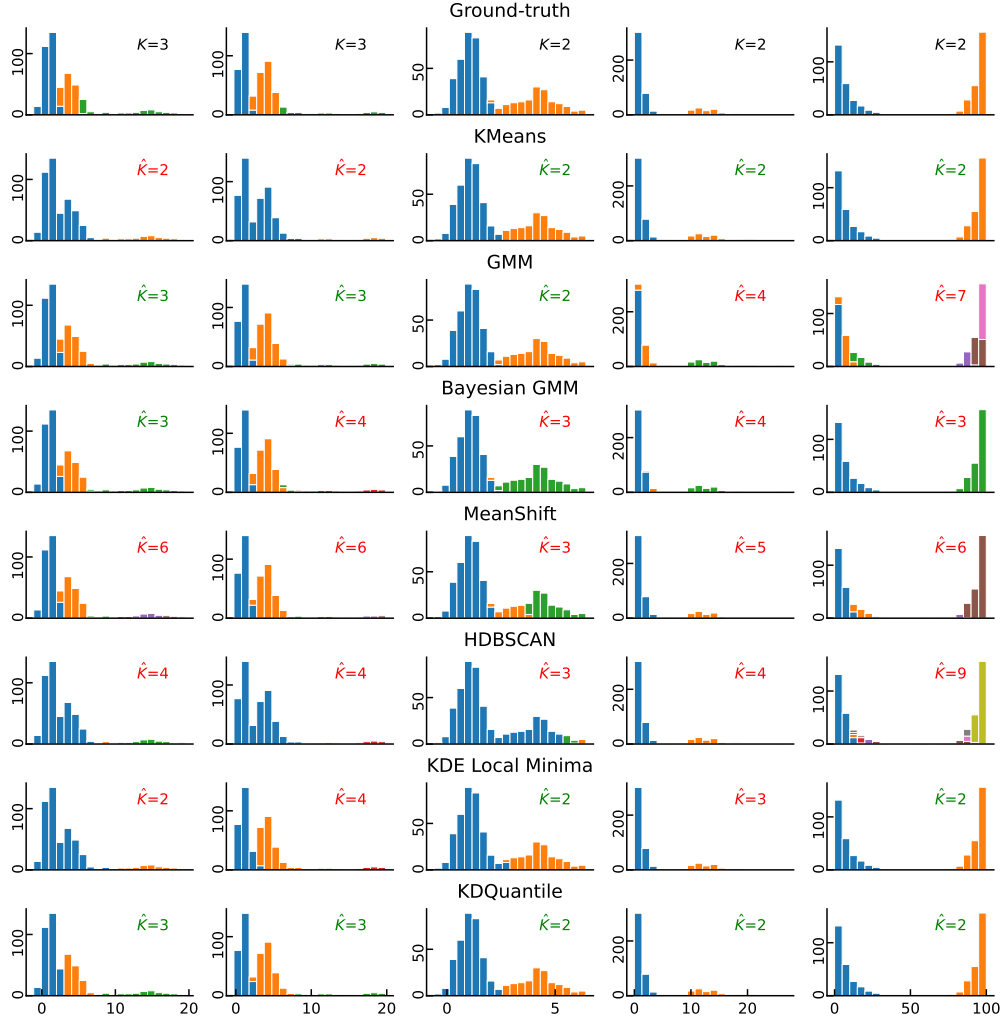 Ground-truth
K=3 K=3 K=2 K=2 K=2
100 100 50 200 100
0 0 0 0 0
KMeans
K̂=2 K̂=2 K̂=2 K̂=2 K̂=2
100 100 50 200 100
0 0 0 0 0
GMM
K̂=3 K̂=3 K̂=2 K̂=4 K̂=7
100 100 50 200 100
0 0 0 0 0
Bayesian GMM
K̂=3 K̂=4 K̂=3 K̂=4 K̂=3
100 100 50 200 100
0 0 0 0 0
MeanShift
K̂=6 K̂=6 K̂=3 K̂=5 K̂=6
100 100 50 200 100
0 0 0 0 0
HDBSCAN
K̂=4 K̂=4 K̂=3 K̂=4 K̂=9
100 100 50 200 100
0 0 0 0 0
KDE Local Minima
K̂=2 K̂=4 K̂=2 K̂=3 K̂=2
100 100 50 200 100
0 0 0 0 0
KDQuantile
K̂=3 K̂=3 K̂=2 K̂=2 K̂=2
100 100 50 200 100
0 0 0 0 0
0 10 20 0 10 20 0 5 0 10 20 0 50 100